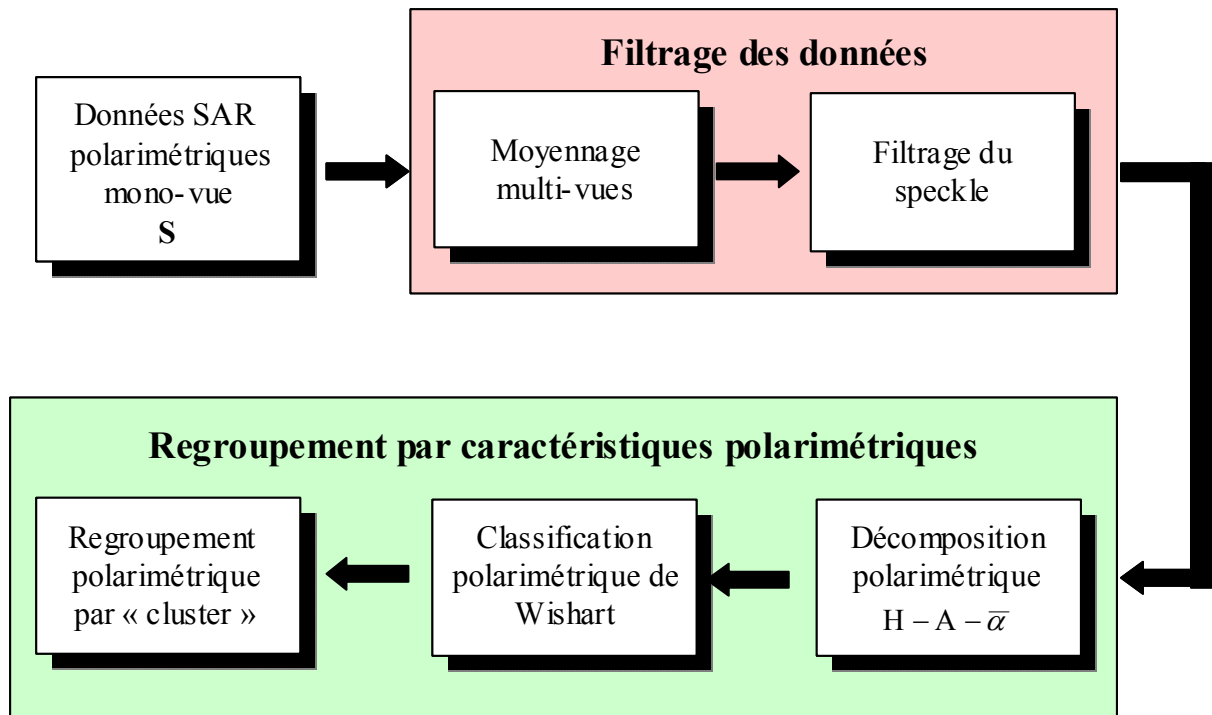 Filtrage des données
Données SAR
polarimétriques
mono-vue
S
Moyennage
multi-vues
Filtrage du
speckle
Regroupement par caractéristiques polarimétriques
Regroupement
polarimétrique
par « cluster »
Classification
polarimétrique de
Wishart
Décomposition
polarimétrique
H – A – α̅